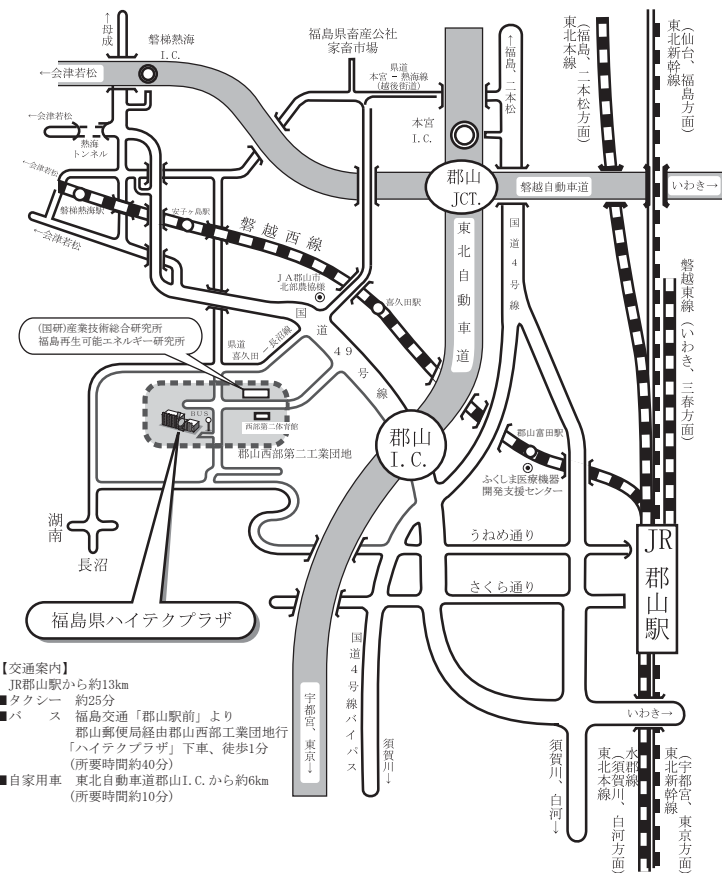 ←母成
磐梯熱海
I.C.
←会津若松
←会津若松
熱海
トンネル
←会津若松
磐梯熱海駅
←会津若松
安子ヶ島駅
磐越西線
福島県畜産公社
家畜市場
県道
本宮－熱海線
(越後街道)
本宮
I.C.
↑福島、二本松
東北本線
(福島、二本松方面)
東北新幹線
(仙台、福島方面)
郡山
JCT.
磐越自動車道
いわき→
東北自動車道
国道4号線
磐越東線(いわき、三春方面)
JA郡山市
北部農協様
喜久田駅
国道49号線
県道
喜久田－長沼線
(国研)産業技術総合研究所
福島再生可能エネルギー研究所
BUS
西部第二体育館
郡山西部第二工業団地
郡山
I.C.
郡山富田駅
ふくしま医療機器
開発支援センター
湖南
長沼
うねめ通り
さくら通り
JR郡山駅
福島県ハイテクプラザ
国道4号線バイパス
宇都宮、東京→
須賀川→
須賀川、白河→
いわき→
東北本線
水郡線
(須賀川、白河方面)
東北新幹線
(宇都宮、東京方面)
【交通案内】
JR郡山駅から約13km
■タクシー　約25分
■バ　　ス　福島交通「郡山駅前」より
郡山郵便局経由郡山西部工業団地行
「ハイテクプラザ」下車、徒歩1分
(所要時間約40分)
■自家用車　東北自動車道郡山I.C.から約6km
(所要時間約10分)